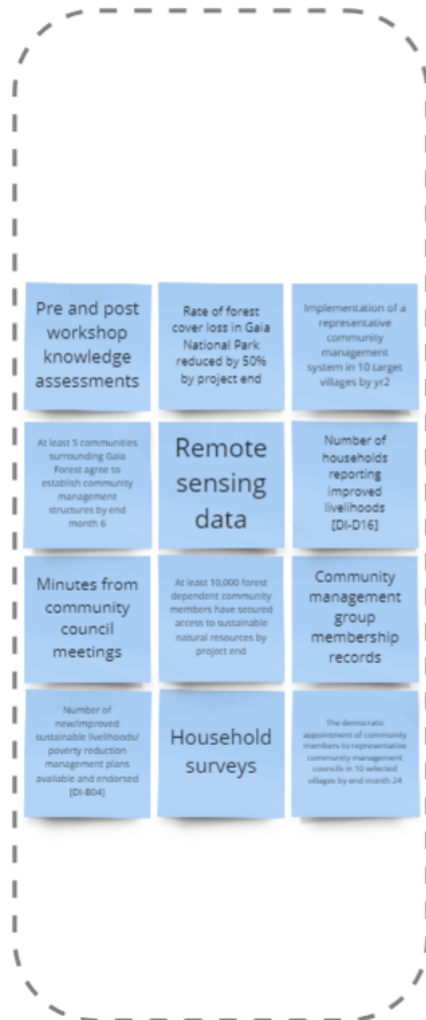 Pre and post
workshop
knowledge
assessments
Rate of forest
cover loss in Gaia
National Park
reduced by 50%
by project end
Implementation of a
representative
community
management
system in 10 target
villages by yr2
At least 5 communities
surrounding Gaia
Forest agree to
establish community
management
structures by end
month 6
Remote
sensing
data
Number of
households
reporting
improved
livelihoods
[DI-D16]
Minutes from
community
council
meetings
At least 10,000 forest
dependent community
members have secured
access to sustainable
natural resources by
project end
Community
management
group
membership
records
Number of
new/improved
sustainable livelihoods/
poverty reduction
management plans
available and endorsed
[DI-B04]
Household
surveys
The democratic
appointment of community
members to representative
community management
councils in 10 selected
villages by end month 24